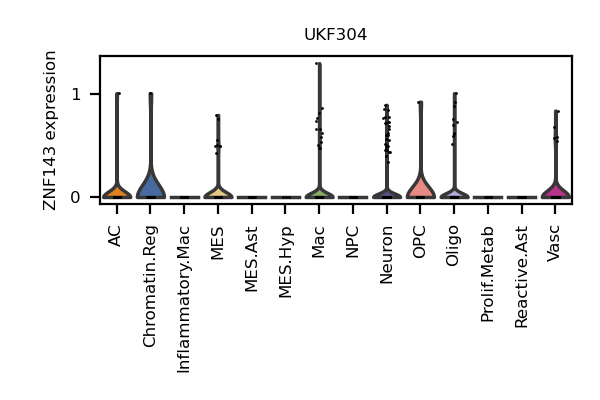 UKF304
ZNF143 expression
1
0
AC
Chromatin.Reg
Inflammatory.Mac
MES
MES.Ast
MES.Hyp
Mac
NPC
Neuron
OPC
Oligo
Prolif.Metab
Reactive.Ast
Vasc